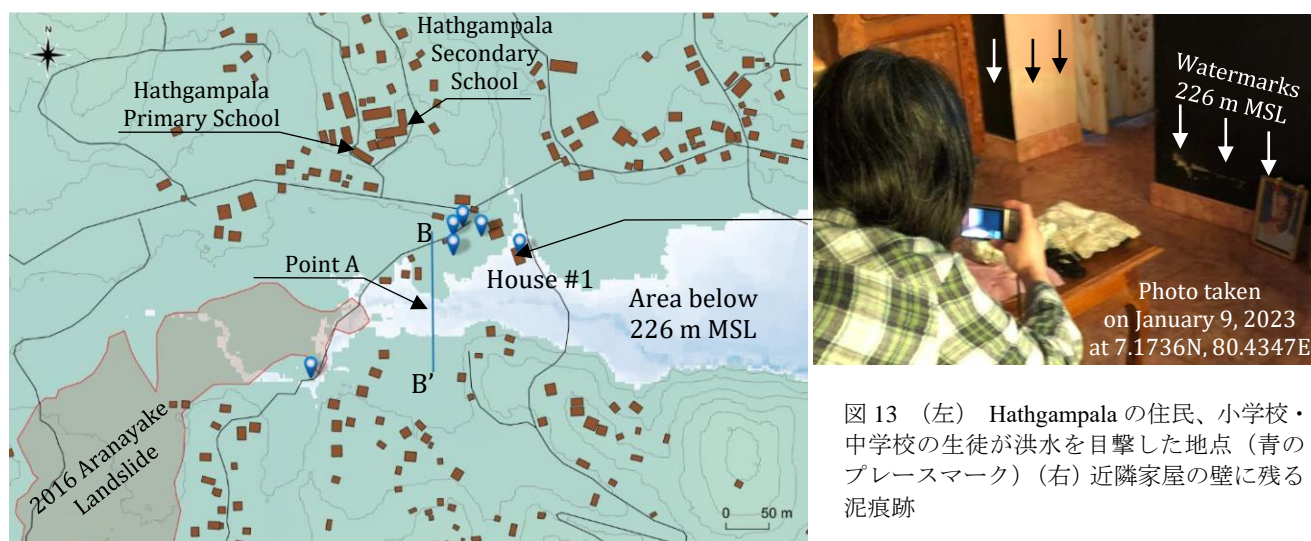 N
Hathgampala
Secondary
School
Hathgampala
Primary School
B
Point A
House #1
Area below
226 m MSL
B'
2016 Aranayake
Landslide
0 50 m
Watermarks
226 m MSL
Photo taken
on January 9, 2023
at 7.1736N, 80.4347E
図 13 （左） Hathgampala の住民、小学校・
中学校の生徒が洪水を目撃した地点（青の
プレースマーク）（右）近隣家屋の壁に残る
泥痕跡